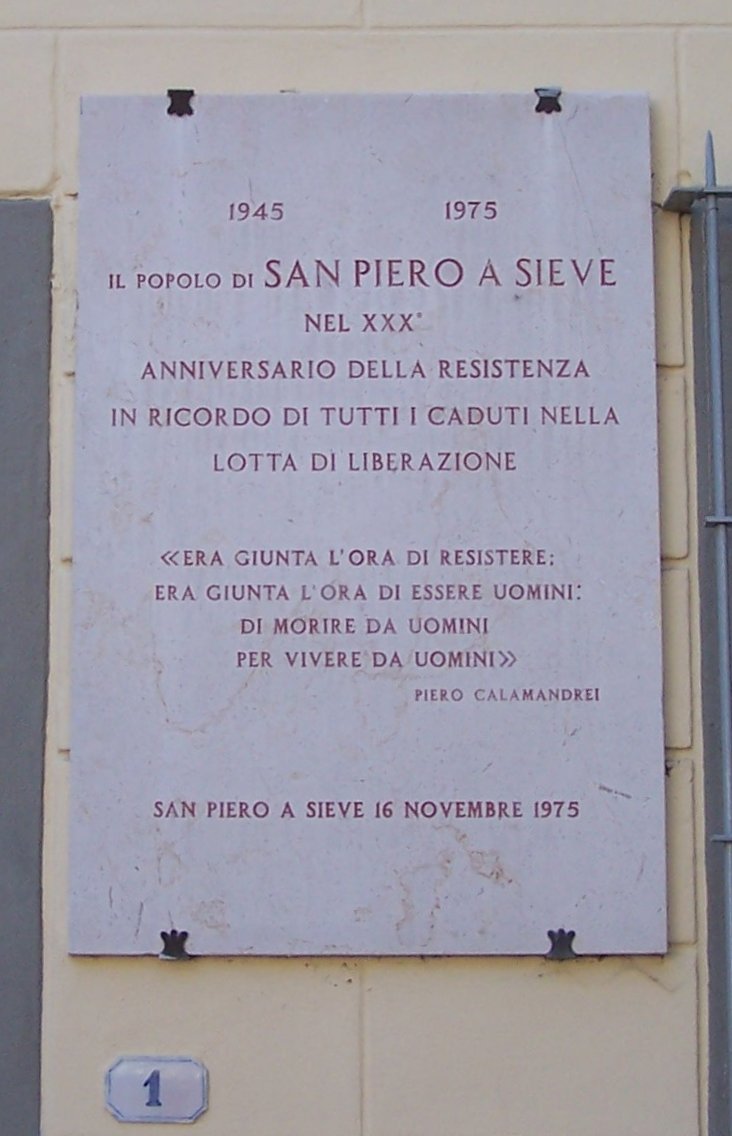 1945 1975
IL POPOLO DI SAN PIERO A SIEVE
NEL XXX°
ANNIVERSARIO DELLA RESISTENZA
IN RICORDO DI TUTTI I CADUTI NELLA
LOTTA DI LIBERAZIONE
«ERA GIUNTA L'ORA DI RESISTERE;
ERA GIUNTA L'ORA DI ESSERE UOMINI:
DI MORIRE DA UOMINI
PER VIVERE DA UOMINI»
PIERO CALAMANDREI
SAN PIERO A SIEVE 16 NOVEMBRE 1975
1